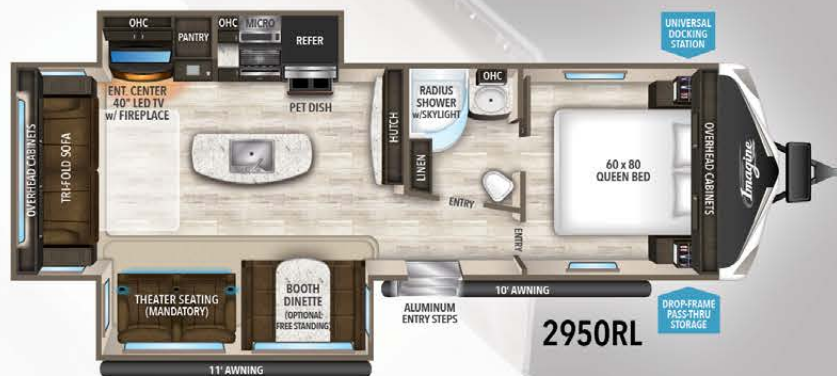 UNIVERSAL
DOCKING
STATION
OHC
PANTRY
OHC
MICRO
REFER
ENT. CENTER
40" LED TV
w/ FIREPLACE
PET DISH
OVERHEAD CABINETS
TRI-FOLD SOFA
HUTCH
RADIUS
SHOWER
w/SKYLIGHT
OHC
LINEN
ENTRY
ENTRY
60 x 80
QUEEN BED
OVERHEAD CABINETS
Imagine
THEATER SEATING
(MANDATORY)
BOOTH
DINETTE
(OPTIONAL
FREE STANDING)
ALUMINUM
ENTRY STEPS
10' AWNING
11' AWNING
2950RL
DROP-FRAME
PASS-THRU
STORAGE